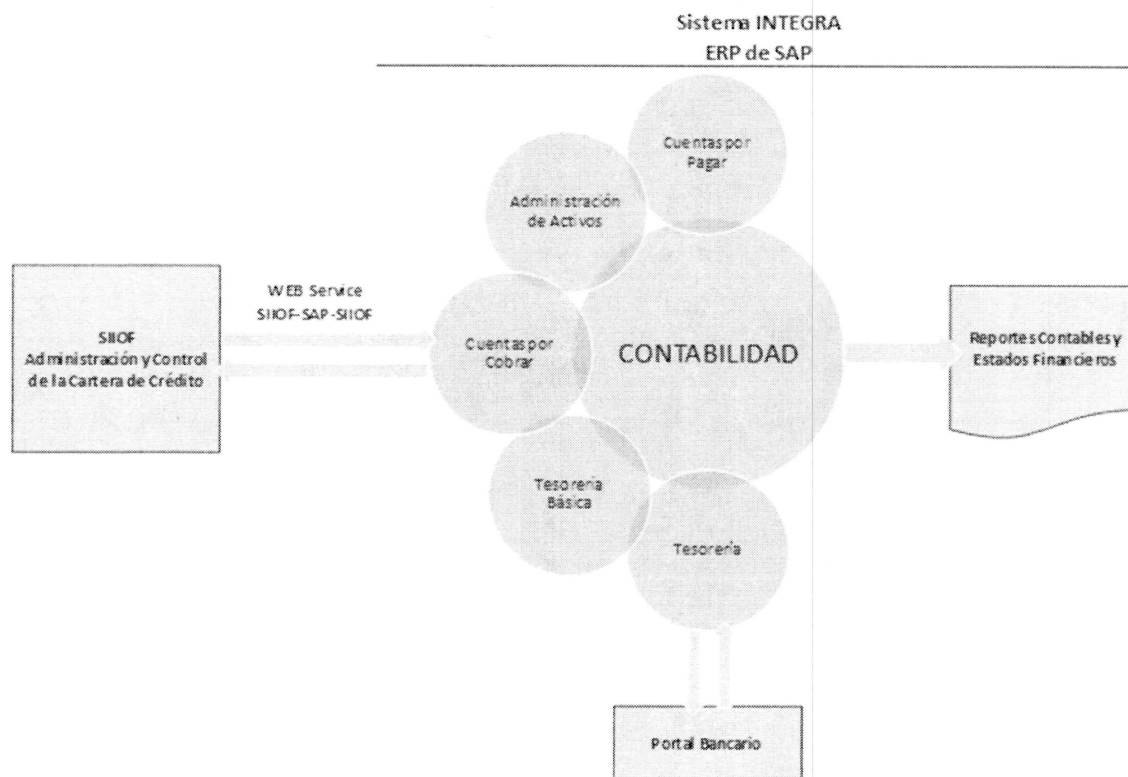 Sistema INTEGRA
ERP de SAP
Cuentas por
Pagar
Administración
de Activos
WEB Service
SIIOF-SAP-SIIOF
SIIOF
Administración y Control
de la Cartera de Crédito
Cuentas por
Cobrar
CONTABILIDAD
Reportes Contables y
Estados Financieros
Tesorería
Básica
Tesorería
Portal Bancario